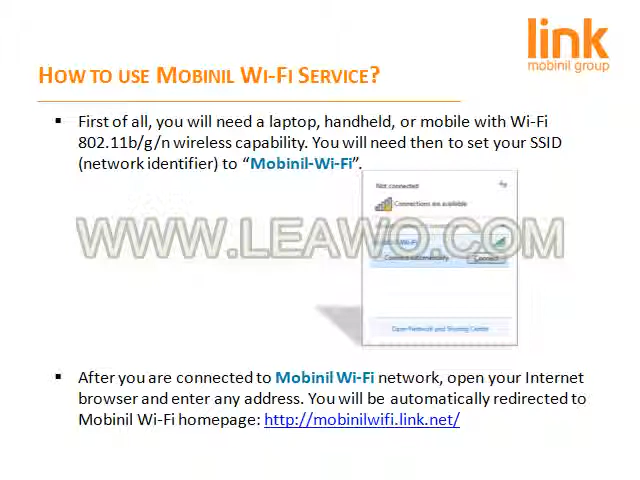 link
mobinil group
HOW TO USE MOBINIL WI-FI SERVICE?
▪ First of all, you will need a laptop, handheld, or mobile with Wi-Fi
802.11b/g/n wireless capability. You will need then to set your SSID
(network identifier) to “Mobinil-Wi-Fi”.
Not connected
Connections are available
WWW.LEAWO.COM
Wi-Fi
Connect automatically
Connect
Open Network and Sharing Center
▪ After you are connected to Mobinil Wi-Fi network, open your Internet
browser and enter any address. You will be automatically redirected to
Mobinil Wi-Fi homepage: http://mobinilwifi.link.net/